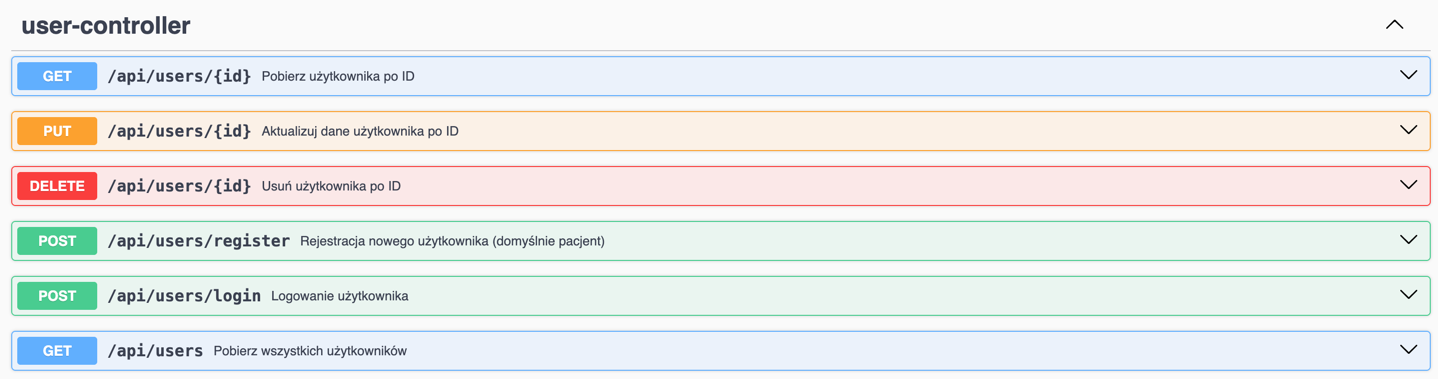 user-controller
GET /api/users/{id} Pobierz użytkownika po ID
PUT /api/users/{id} Aktualizuj dane użytkownika po ID
DELETE /api/users/{id} Usuń użytkownika po ID
POST /api/users/register Rejestracja nowego użytkownika (domyślnie pacjent)
POST /api/users/login Logowanie użytkownika
GET /api/users Pobierz wszystkich użytkowników